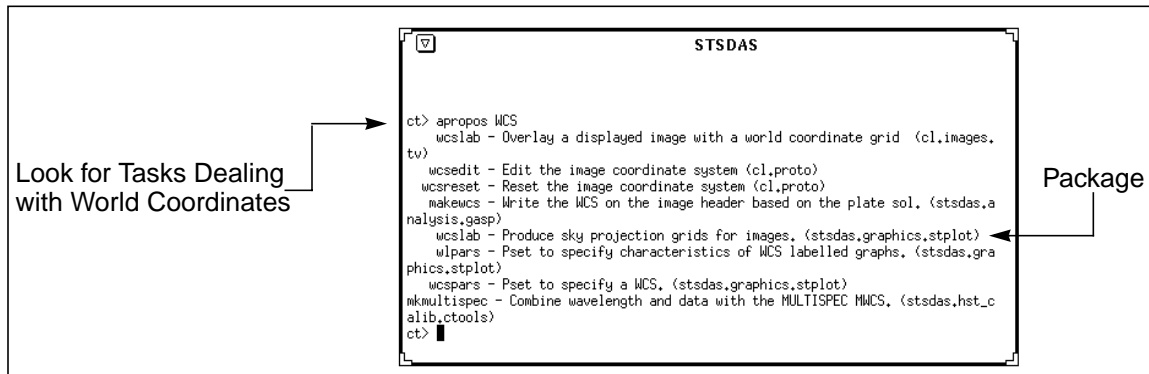 STSDAS
ct> apropos WCS
wcslab - Overlay a displayed image with a world coordinate grid (cl.images.
tv)
wcsedit - Edit the image coordinate system (cl.proto)
wcsreset - Reset the image coordinate system (cl.proto)
makewcs - Write the WCS on the image header based on the plate sol. (stsdas.a
nalysis.gasp)
wcslab - Produce sky projection grids for images. (stsdas.graphics.stplot)
wlpars - Pset to specify characteristics of WCS labelled graphs. (stsdas.gra
phics.stplot)
wcspars - Pset to specify a WCS. (stsdas.graphics.stplot)
mkmultispec - Combine wavelength and data with the MULTISPEC MWCS. (stsdas.hst_c
alib.ctools)
ct>
Look for Tasks Dealing
with World Coordinates
Package